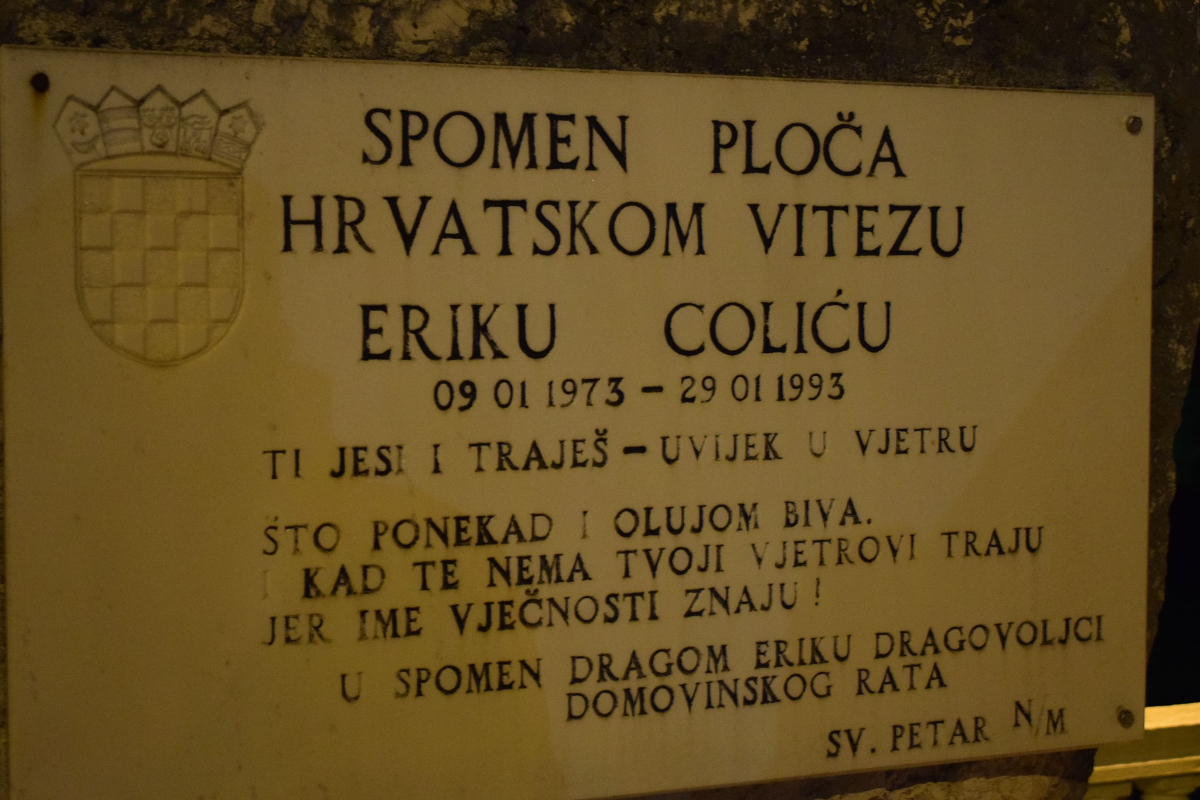 SPOMEN PLOČA
HRVATSKOM VITEZU
ERIKU COLIĆU
09 01 1973 – 29 01 1993
TI JESI I TRAJEŠ – UVIJEK U VJETRU
ŠTO PONEKAD I OLUJOM BIVA.
I KAD TE NEMA TVOJI VJETROVI TRAJU
JER IME VJEČNOSTI ZNAJU!
U SPOMEN DRAGOM ERIKU DRAGOVOLJCI
DOMOVINSKOG RATA
SV. PETAR N/M